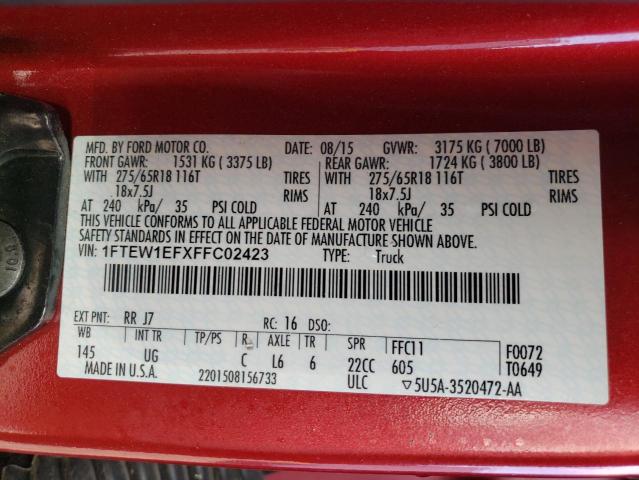 MFD. BY FORD MOTOR CO. DATE: 08/15 GVWR: 3175 KG ( 7000 LB)
FRONT GAWR: 1531 KG ( 3375 LB) REAR GAWR: 1724 KG ( 3800 LB)
WITH 275/65R18 116T TIRES WITH 275/65R18 116T TIRES
18x7.5J RIMS 18x7.5J RIMS
AT 240 kPa/ 35 PSI COLD AT 240 kPa/ 35 PSI COLD
THIS VEHICLE CONFORMS TO ALL APPLICABLE FEDERAL MOTOR VEHICLE
SAFETY STANDARDS IN EFFECT ON THE DATE OF MANUFACTURE SHOWN ABOVE.
VIN: 1FTEW1EFXFFC02423 TYPE: Truck
EXT PNT: RR J7 RC: 16 DSO:
WB INT TR TP/PS R AXLE TR SPR FFC11 F0072
145 UG C L6 6 22CC 605 T0649
MADE IN U.S.A. 2201508156733 ULC ▽5U5A-3520472-AA